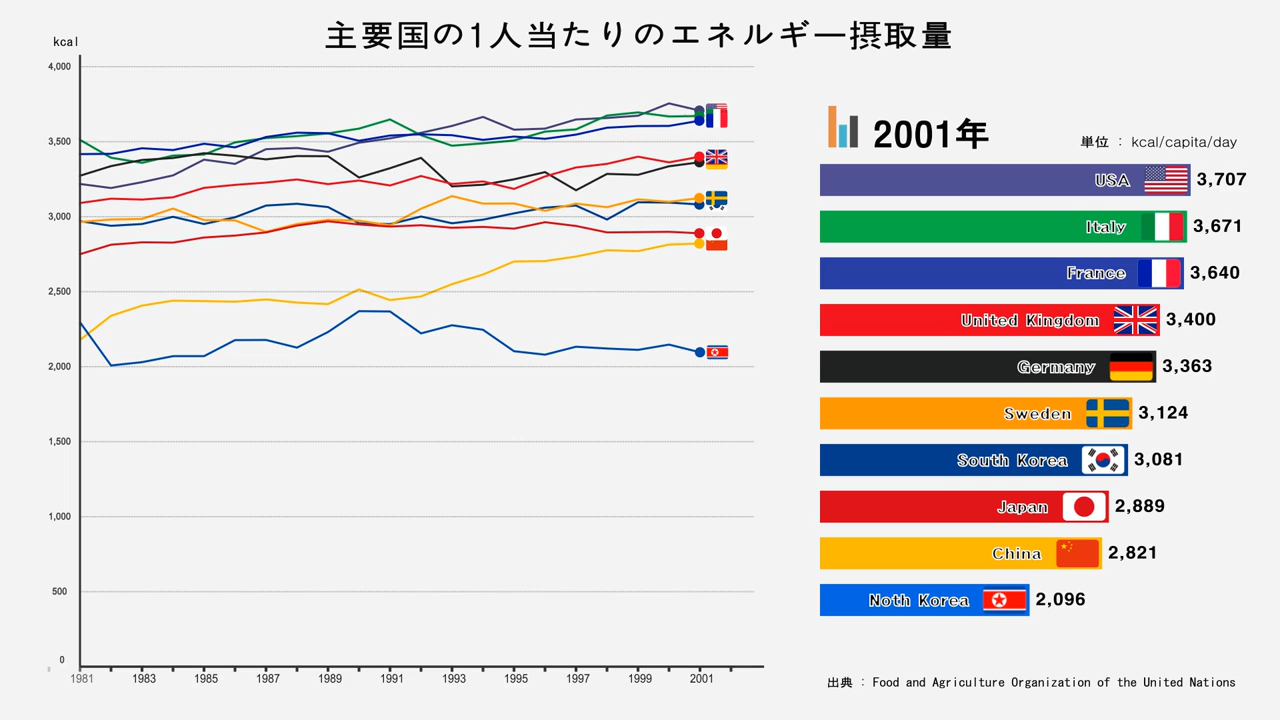 主要国の1人当たりのエネルギー摂取量
kcal
4,000
3,500
3,000
2,500
2,000
1,500
1,000
500
0
1981 1983 1985 1987 1989 1991 1993 1995 1997 1999 2001
2001年
単位 : kcal/capita/day
USA 3,707
Italy 3,671
France 3,640
United Kingdom 3,400
Germany 3,363
Sweden 3,124
South Korea 3,081
Japan 2,889
China 2,821
Noth Korea 2,096
出典 : Food and Agriculture Organization of the United Nations